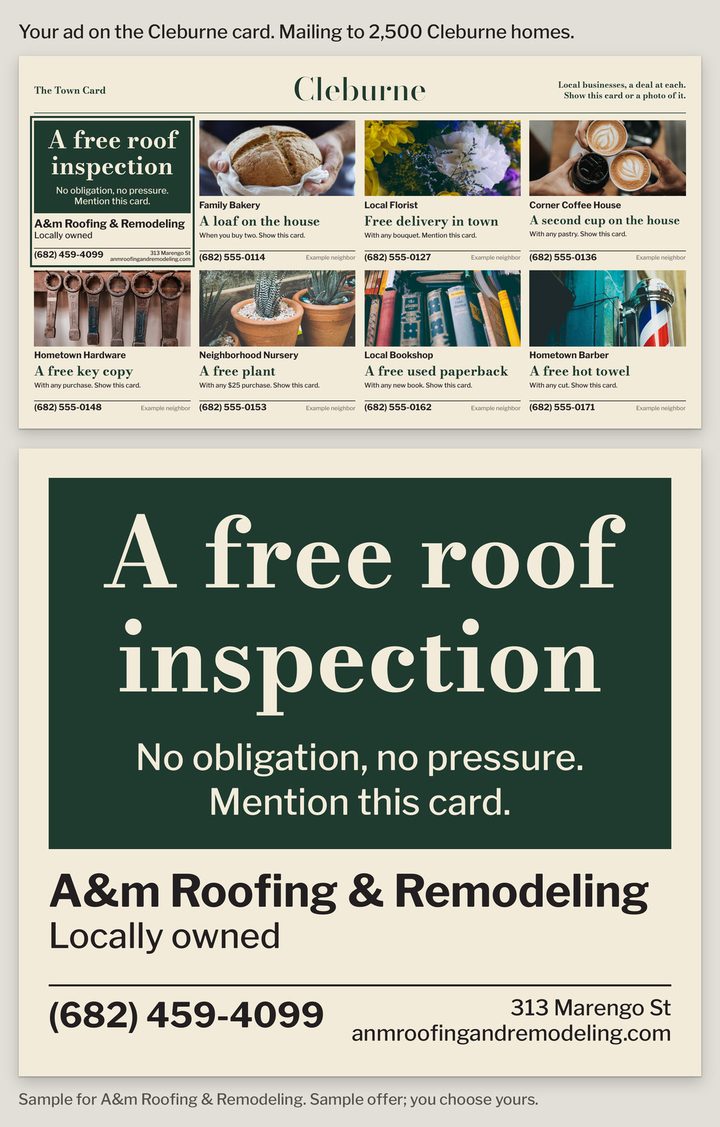 Your ad on the Cleburne card. Mailing to 2,500 Cleburne homes.
The Town Card
Cleburne
Local businesses, a deal at each.
Show this card or a photo of it.
A free roof
inspection
No obligation, no pressure.
Mention this card.
A&m Roofing & Remodeling
Locally owned
(682) 459-4099
313 Marengo St
anmroofingandremodeling.com
Family Bakery
A loaf on the house
When you buy two. Show this card.
(682) 555-0114
Example neighbor
Local Florist
Free delivery in town
With any bouquet. Mention this card.
(682) 555-0127
Example neighbor
Corner Coffee House
A second cup on the house
With any pastry. Show this card.
(682) 555-0136
Example neighbor
Hometown Hardware
A free key copy
With any purchase. Show this card.
(682) 555-0148
Example neighbor
Neighborhood Nursery
A free plant
With any $25 purchase. Show this card.
(682) 555-0153
Example neighbor
Local Bookshop
A free used paperback
With any new book. Show this card.
(682) 555-0162
Example neighbor
Hometown Barber
A free hot towel
With any cut. Show this card.
(682) 555-0171
Example neighbor
A free roof
inspection
No obligation, no pressure.
Mention this card.
A&m Roofing & Remodeling
Locally owned
(682) 459-4099
313 Marengo St
anmroofingandremodeling.com
Sample for A&m Roofing & Remodeling. Sample offer; you choose yours.